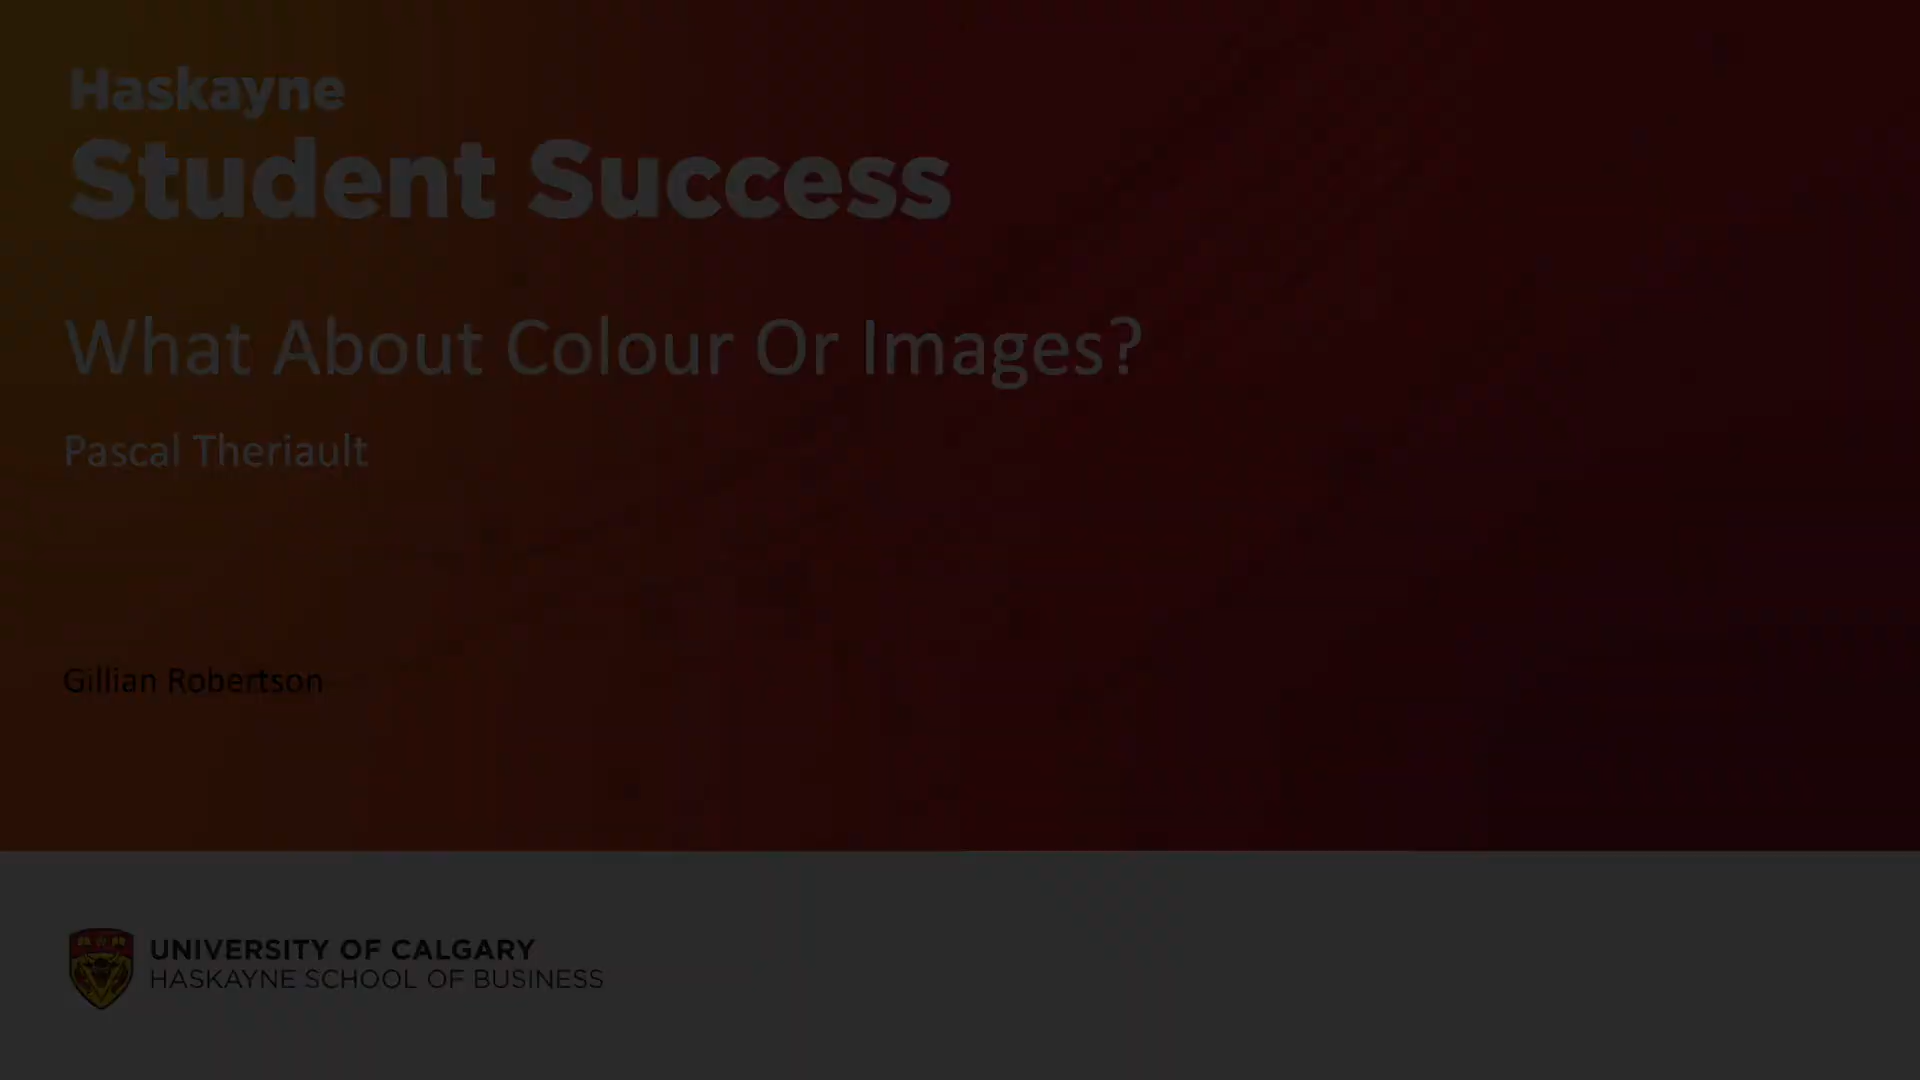 Haskayne
Student Success
What About Colour Or Images?
Pascal Theriault
Gillian Robertson
UNIVERSITY OF CALGARY
HASKAYNE SCHOOL OF BUSINESS